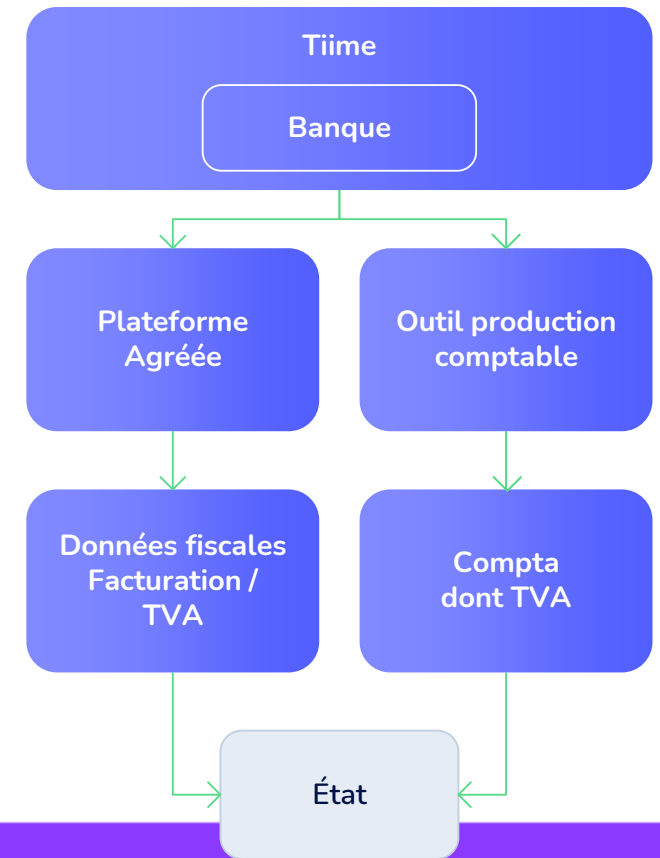 Tiime
Banque
Plateforme
Agréée
Outil production
comptable
Données fiscales
Facturation /
TVA
Compta
dont TVA
État